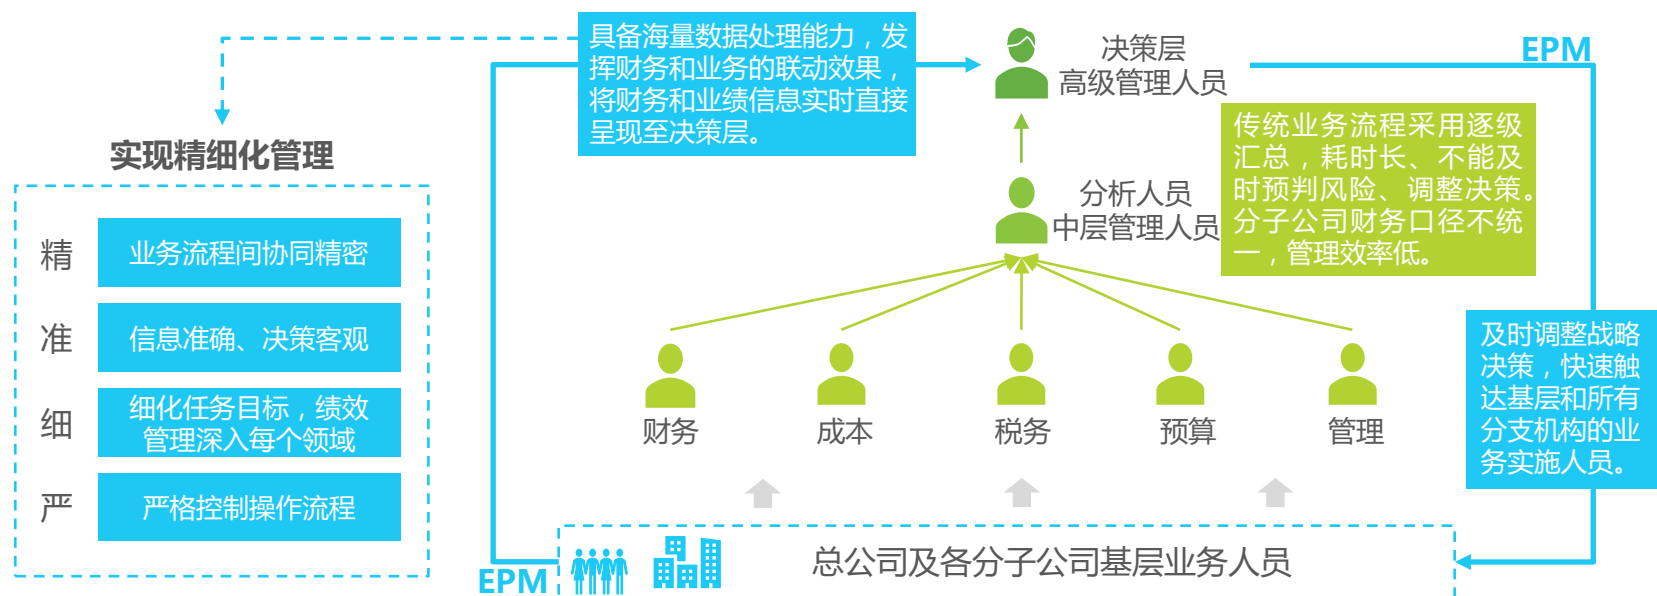 具备海量数据处理能力，发
挥财务和业务的联动效果，
将财务和业绩信息实时直接
呈现至决策层。
决策层
高级管理人员
EPM
传统业务流程采用逐级
汇总，耗时长、不能及
时预判风险、调整决策。
分子公司财务口径不统
一，管理效率低。
实现精细化管理
分析人员
中层管理人员
精
业务流程间协同精密
准
信息准确、决策客观
细
细化任务目标，绩效
管理深入每个领域
严
严格控制操作流程
及时调整战略
决策，快速触
达基层和所有
分支机构的业
务实施人员。
财务
成本
税务
预算
管理
总公司及各分子公司基层业务人员
EPM